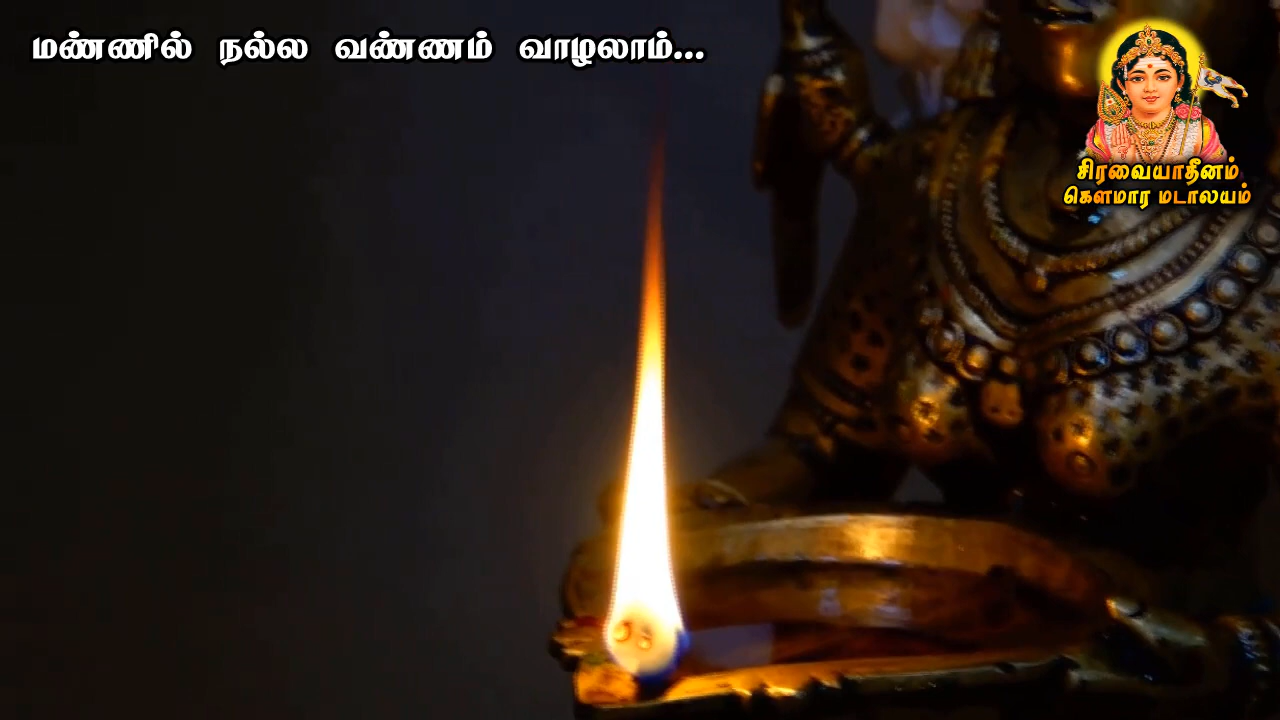 மண்ணில் நல்ல வண்ணம் வாழலாம்...
சிரவையாதீனம்
கௌமார மடாலயம்